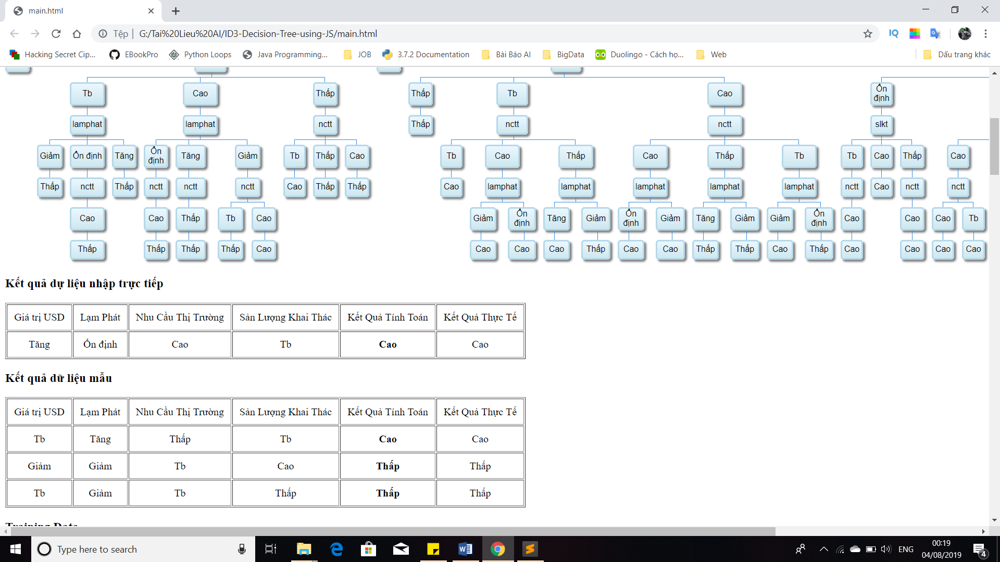 main.html
Tệp | G:/Tai%20Lieu%20AI/ID3-Decision-Tree-using-JS/main.html
IQ
Hacking Secret Cip... EBookPro Python Loops Java Programming... JOB 3.7.2 Documentation Bài Báo AI BigData Duolingo - Cách họ... Web Dấu trang khác
Tb Cao Thấp Thấp Tb Cao Ổn định
lamphat lamphat nctt Thấp nctt nctt slkt
Giảm Ổn định Tăng Ổn định Tăng Giảm Tb Thấp Cao Tb Cao Thấp Cao Thấp Tb Tb Cao Thấp Cao
Thấp nctt Thấp nctt nctt nctt Cao Thấp Thấp Cao lamphat lamphat lamphat lamphat lamphat nctt Cao nctt nctt
Cao Cao Thấp Tb Cao Giảm Ổn định Tăng Giảm Ổn định Giảm Tăng Giảm Giảm Ổn định Cao Cao Cao Tb
Thấp Thấp Thấp Thấp Cao Cao Cao Cao Thấp Cao Cao Thấp Thấp Cao Thấp Cao Cao Cao Cao
Kết quả dự liệu nhập trực tiếp
Giá trị USD Lạm Phát Nhu Cầu Thị Trường Sản Lượng Khai Thác Kết Quả Tính Toán Kết Quả Thực Tế
Tăng Ổn định Cao Tb Cao Cao
Kết quả dữ liệu mẫu
Giá trị USD Lạm Phát Nhu Cầu Thị Trường Sản Lượng Khai Thác Kết Quả Tính Toán Kết Quả Thực Tế
Tb Tăng Thấp Tb Cao Cao
Giảm Giảm Tb Cao Thấp Thấp
Tb Giảm Tb Thấp Thấp Thấp
Training Data
Type here to search
ENG
00:19
04/08/2019
4